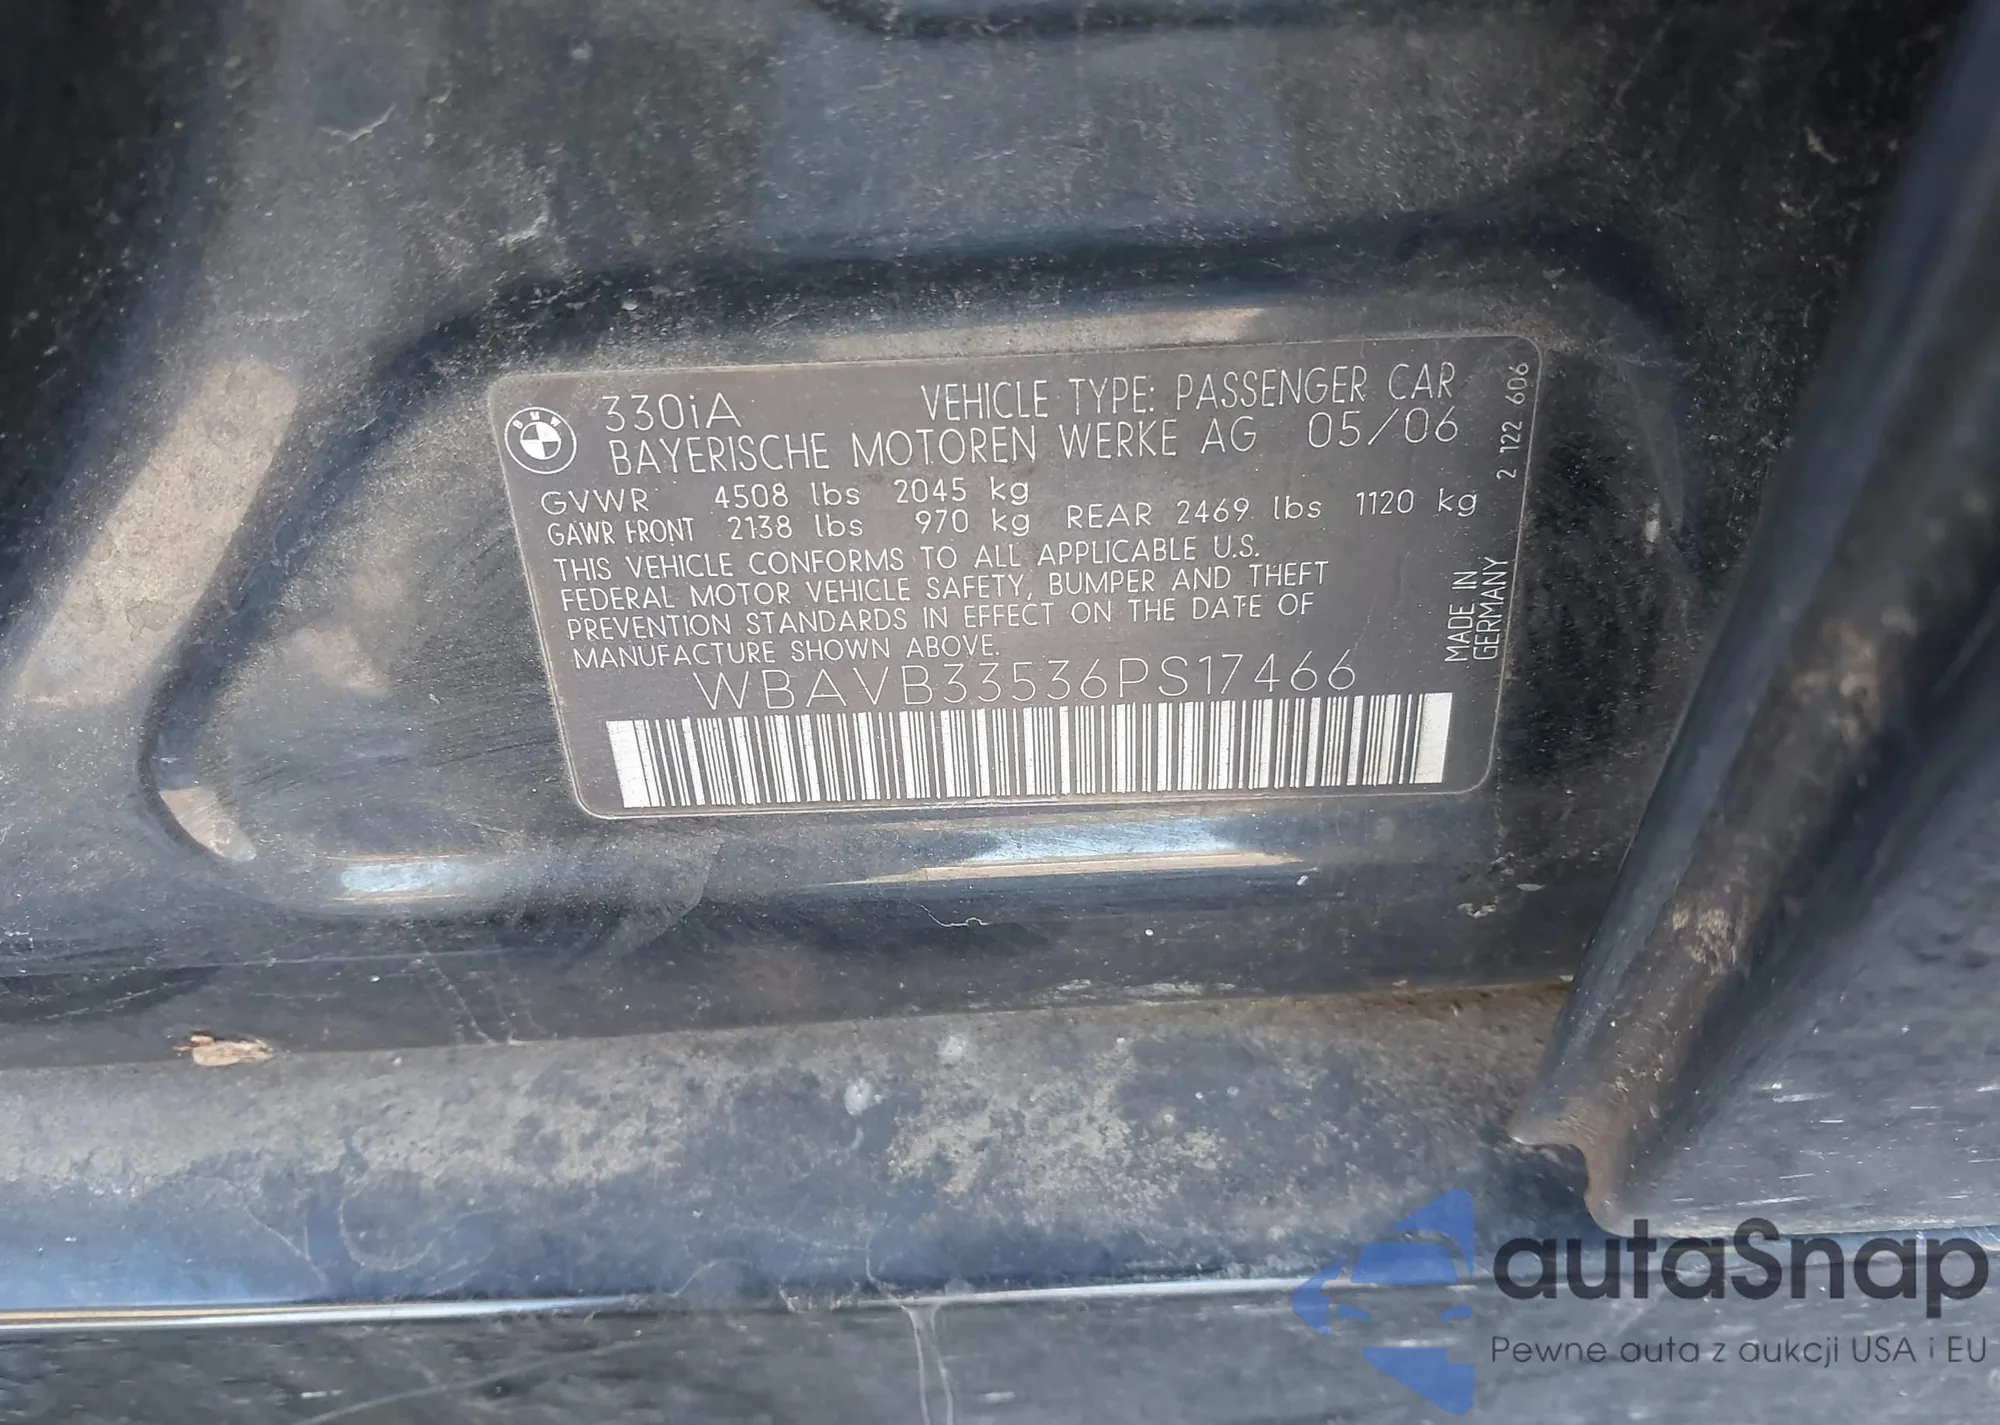 330iA VEHICLE TYPE: PASSENGER CAR
BMW BAYERISCHE MOTOREN WERKE AG 05/06
GVWR 4508 lbs 2045 kg
GAWR FRONT 2138 lbs 970 kg REAR 2469 lbs 1120 kg
THIS VEHICLE CONFORMS TO ALL APPLICABLE U.S.
FEDERAL MOTOR VEHICLE SAFETY, BUMPER AND THEFT
PREVENTION STANDARDS IN EFFECT ON THE DATE OF
MANUFACTURE SHOWN ABOVE.
WBAVB33536PS17466
2 122 606
MADE IN
GERMANY
autaSnap
Pewne auta z aukcji USA i EU